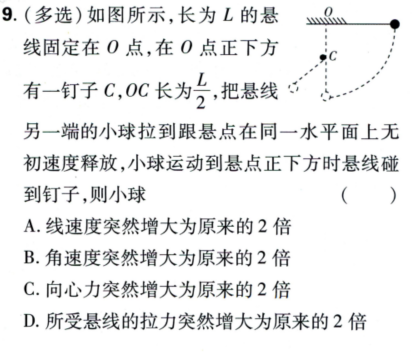 9. (多选)如图所示,长为 L 的悬
线固定在 O 点,在 O 点正下方
有一钉子 C,OC 长为L/2,把悬线
另一端的小球拉到跟悬点在同一水平面上无
初速度释放,小球运动到悬点正下方时悬线碰
到钉子,则小球 ( )
A. 线速度突然增大为原来的 2 倍
B. 角速度突然增大为原来的 2 倍
C. 向心力突然增大为原来的 2 倍
D. 所受悬线的拉力突然增大为原来的 2 倍
O
C